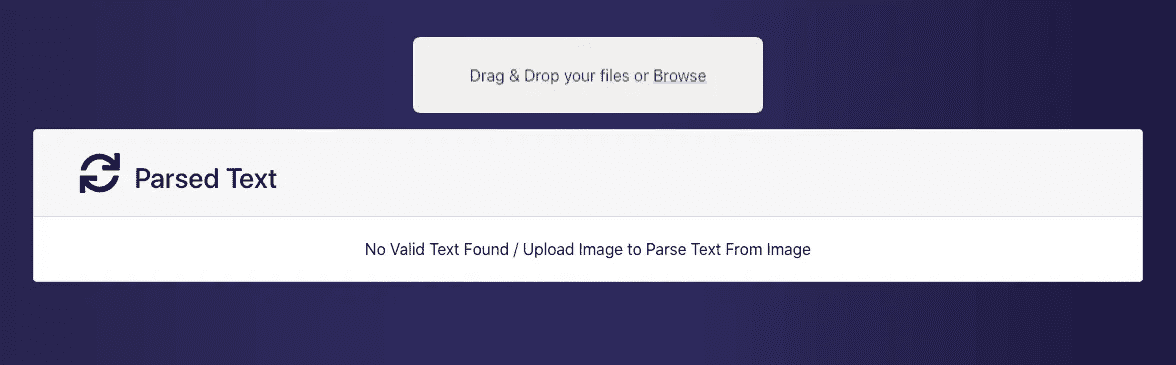 Drag & Drop your files or Browse
Parsed Text
No Valid Text Found / Upload Image to Parse Text From Image